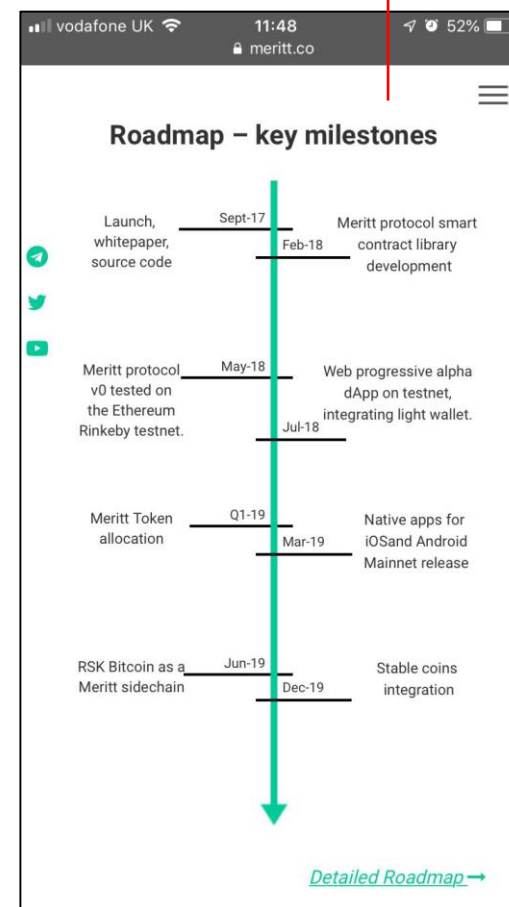 vodafone UK 11:48 52%
meritt.co
Roadmap – key milestones
Launch,
whitepaper,
source code
Sept-17
Feb-18
Meritt protocol smart
contract library
development
Meritt protocol
v0 tested on
the Ethereum
Rinkeby testnet.
May-18
Jul-18
Web progressive alpha
dApp on testnet,
integrating light wallet.
Meritt Token
allocation
Q1-19
Mar-19
Native apps for
iOSand Android
Mainnet release
RSK Bitcoin as a
Meritt sidechain
Jun-19
Dec-19
Stable coins
integration
Detailed Roadmap→